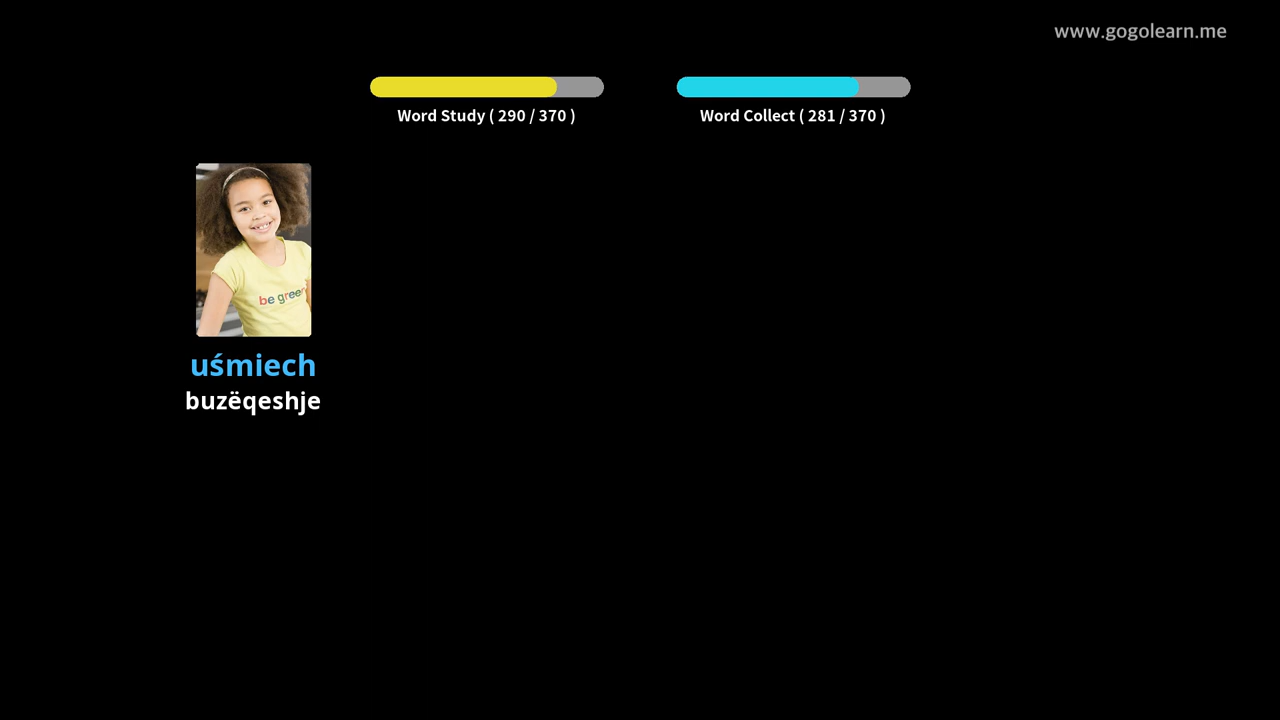 www.gogolearn.me
Word Study ( 290 / 370 )
Word Collect ( 281 / 370 )
be green
uśmiech
buzëqeshje